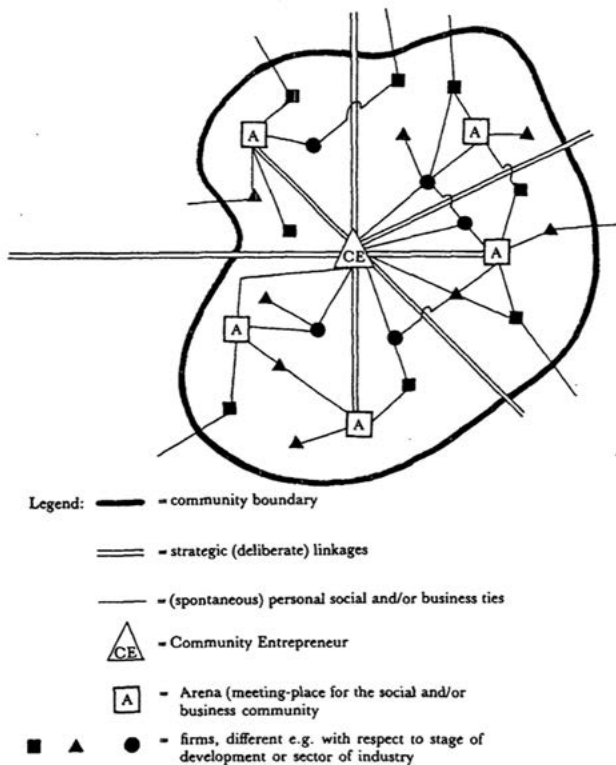 A
A
CE
A
A
A
Legend:
= community boundary
= strategic (deliberate) linkages
= (spontaneous) personal social and/or business ties
CE
= Community Entrepreneur
A
= Arena (meeting-place for the social and/or
business community
= firms, different e.g. with respect to stage of
development or sector of industry